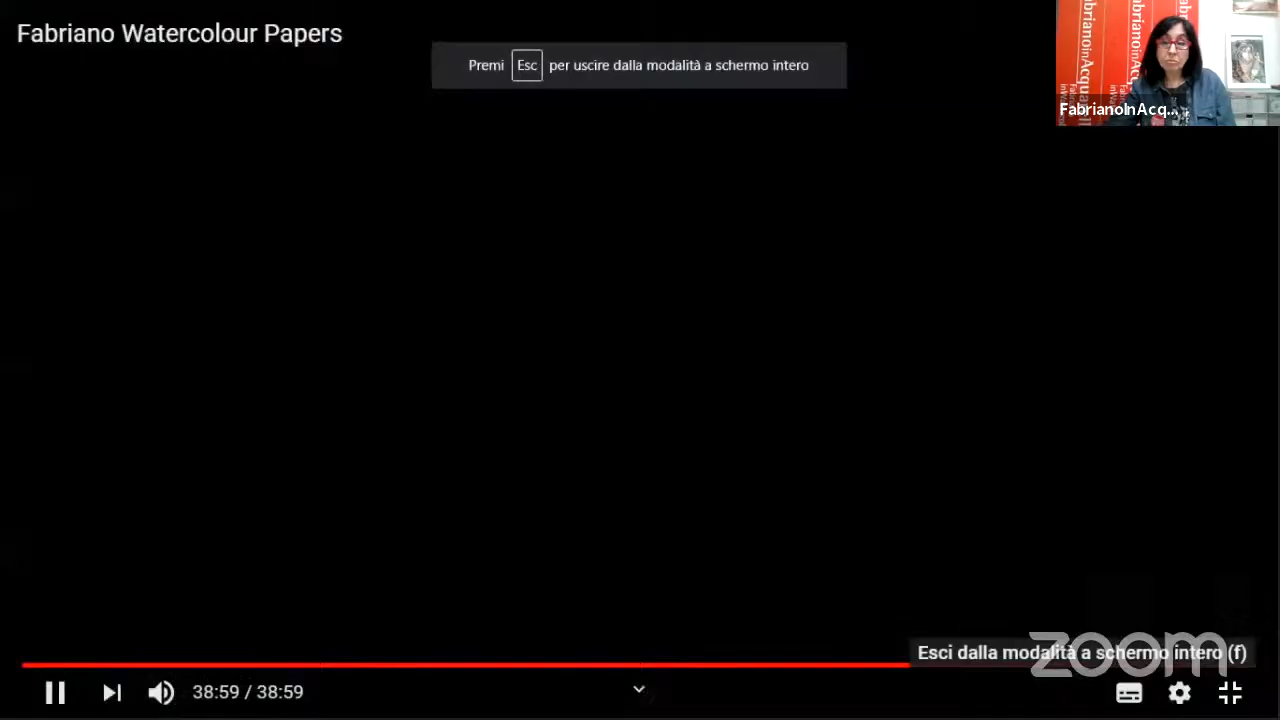 Fabriano Watercolour Papers
Premi Esc per uscire dalla modalità a schermo intero
FabrianoInAcq...
Esci dalla modalità a schermo intero (f)
zoom
38:59 / 38:59